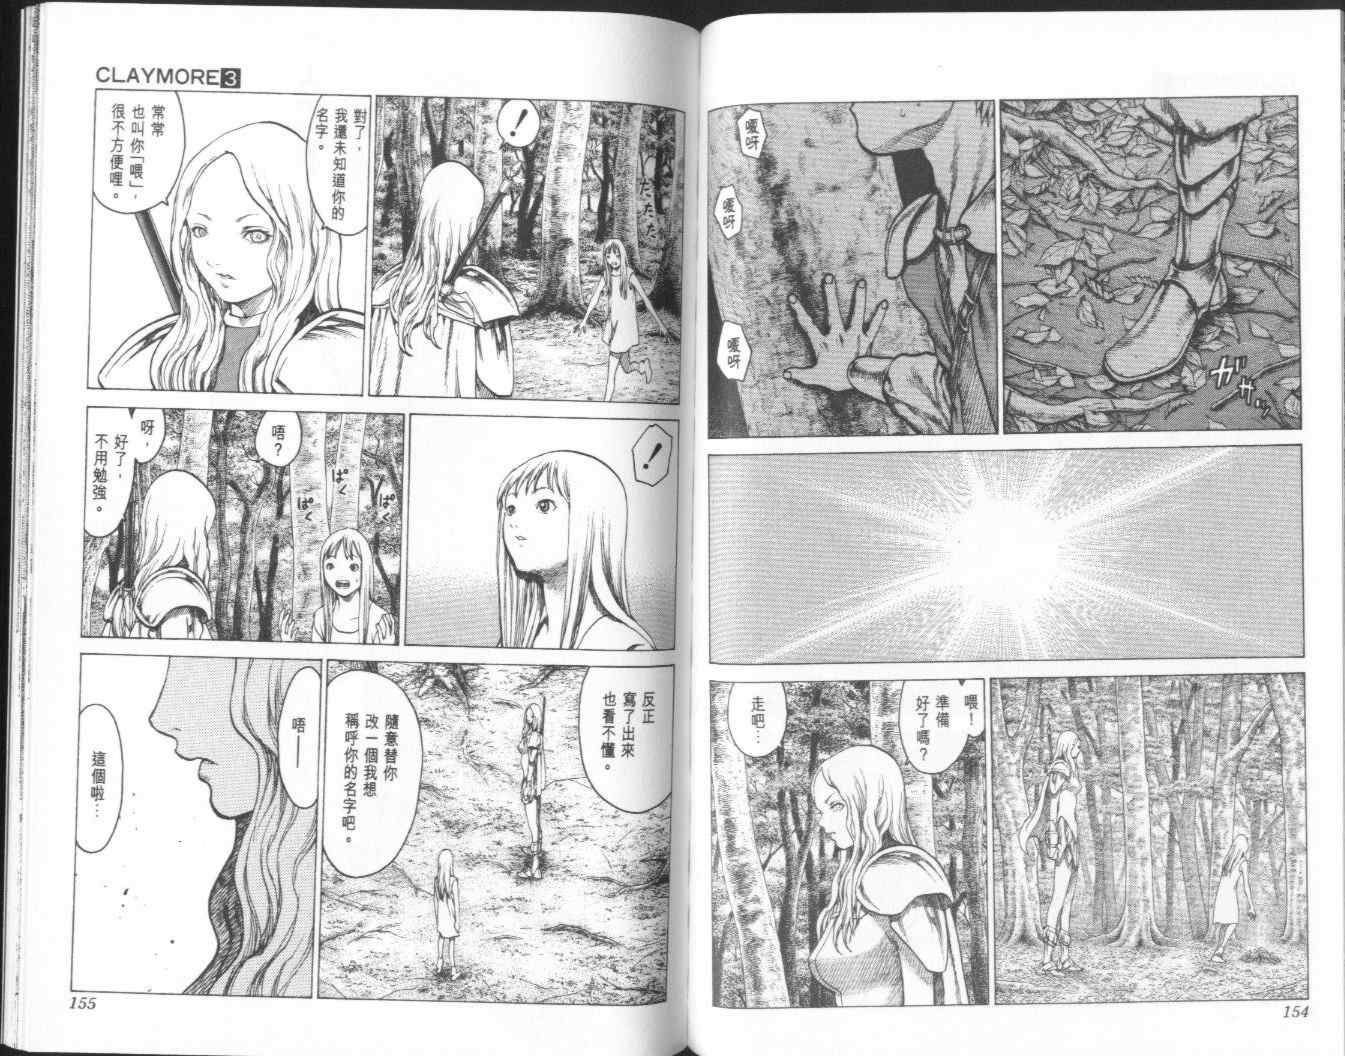 ガ
ガ
ッ
嗄
呀
嗄
呀
嗄
呀
喂！
準備
好了嗎？
走吧…
154
CLAYMORE 3
たたた
！
對了，
我還未知道你的
名字。
常常
也叫你「喂」，
很不方便哩。
！
ぱく
ぱく
ぱく
唔？
呀，
好了，
不用勉強。
反正
寫了出來
也看不懂。
隨意替你
改一個我想
稱呼你的名字吧。
唔——
這個啦…
155